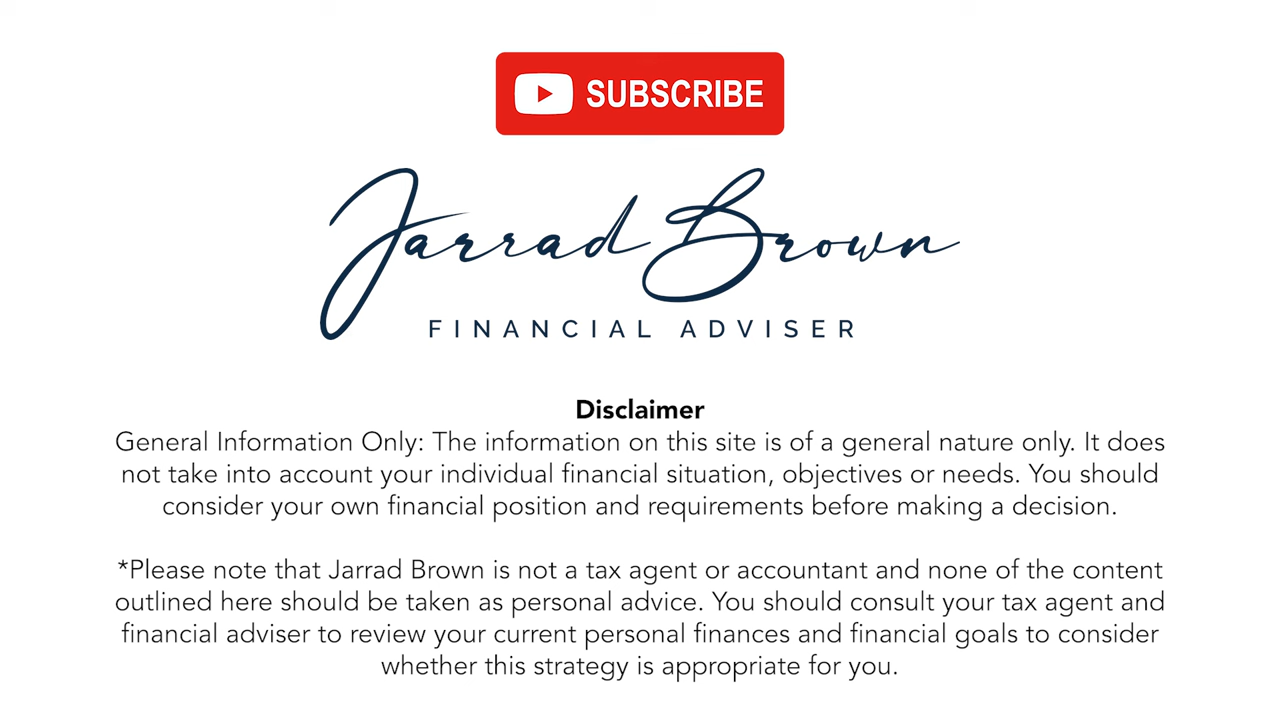 SUBSCRIBE
Jarrad Brown
FINANCIAL ADVISER
Disclaimer
General Information Only: The information on this site is of a general nature only. It does
not take into account your individual financial situation, objectives or needs. You should
consider your own financial position and requirements before making a decision.
*Please note that Jarrad Brown is not a tax agent or accountant and none of the content
outlined here should be taken as personal advice. You should consult your tax agent and
financial adviser to review your current personal finances and financial goals to consider
whether this strategy is appropriate for you.